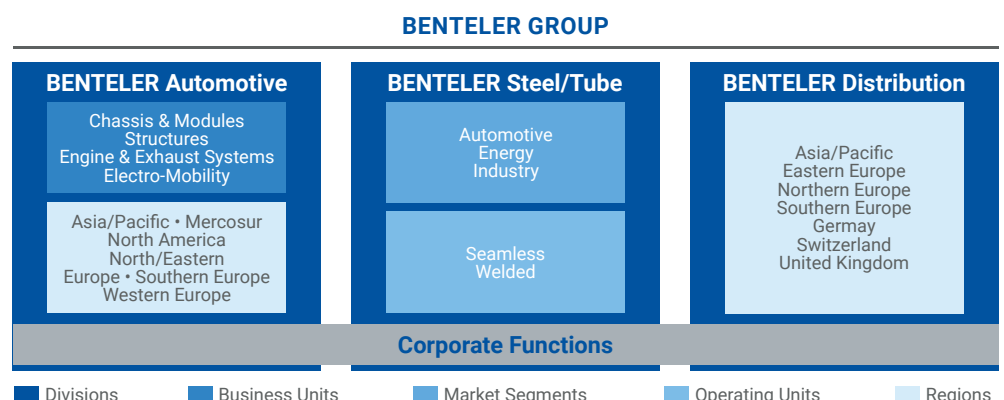 BENTELER GROUP
BENTELER Automotive
Chassis & Modules
Structures
Engine & Exhaust Systems
Electro-Mobility
Asia/Pacific • Mercosur
North America
North/Eastern
Europe • Southern Europe
Western Europe
BENTELER Steel/Tube
Automotive
Energy
Industry
Seamless
Welded
BENTELER Distribution
Asia/Pacific
Eastern Europe
Northern Europe
Southern Europe
Germay
Switzerland
United Kingdom
Corporate Functions
Divisions
Business Units
Market Segments
Operating Units
Regions